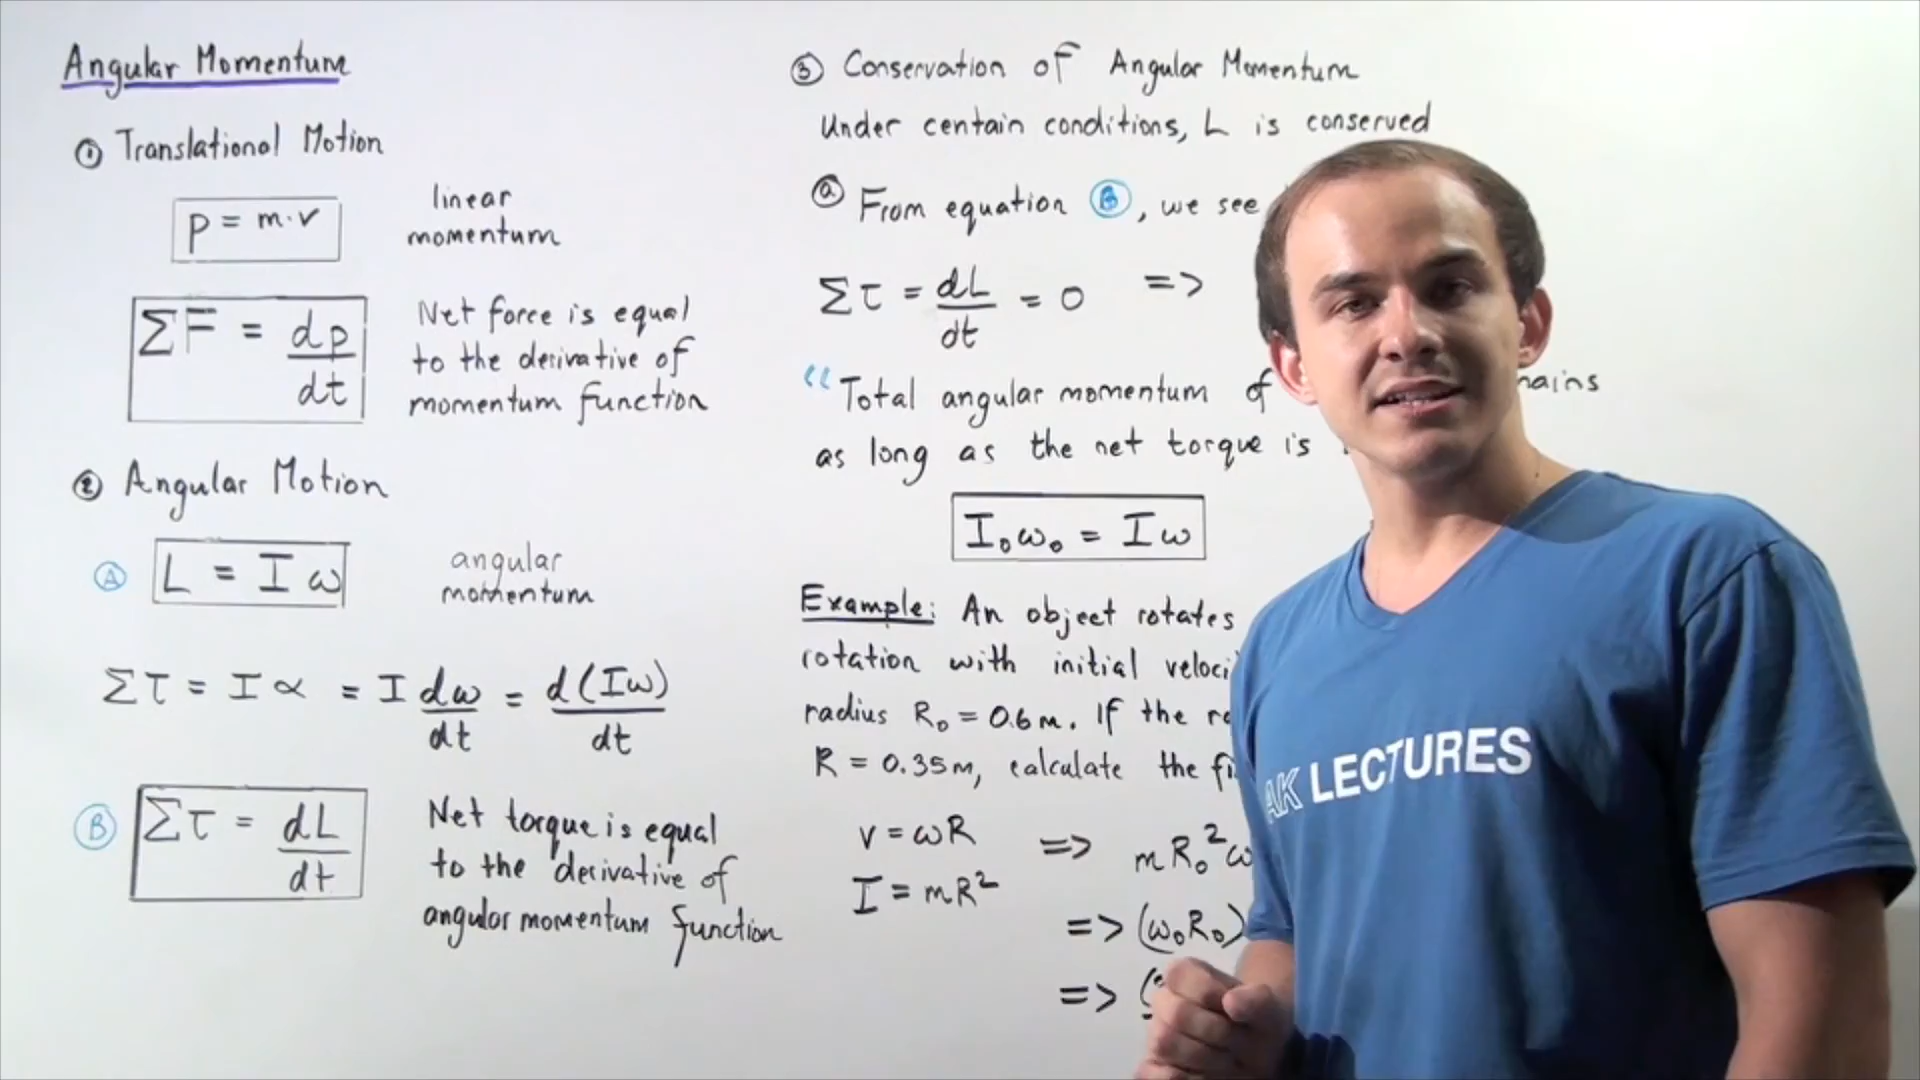 Angular Momentum
① Translational Motion
p = m·v
linear
momentum
ΣF = dp/dt
Net force is equal
to the derivative of
momentum function
② Angular Motion
Ⓐ L = I ω
angular
momentum
Στ = I α = I dω/dt = d(Iω)/dt
Ⓑ Στ = dL/dt
Net torque is equal
to the derivative of
angular momentum function
③ Conservation of Angular Momentum
Under centain conditions, L is conserved
ⓐ From equation Ⓑ, we see
Στ = dL/dt = 0 =>
“Total angular momentum of
as long as the net torque is
I₀ω₀ = Iω
Example: An object rotates
rotation with initial veloci
radius R₀ = 0.6m. If the
R = 0.35m, calculate the
v = ωR => mR₀²ω
I = mR²
=> (ω₀R₀)
=> (
AK LECTURES